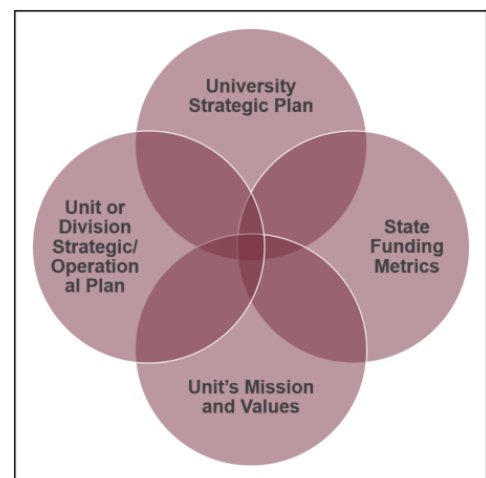 University
Strategic Plan
Unit or
Division
Strategic/
Operation
al Plan
State
Funding
Metrics
Unit’s Mission
and Values